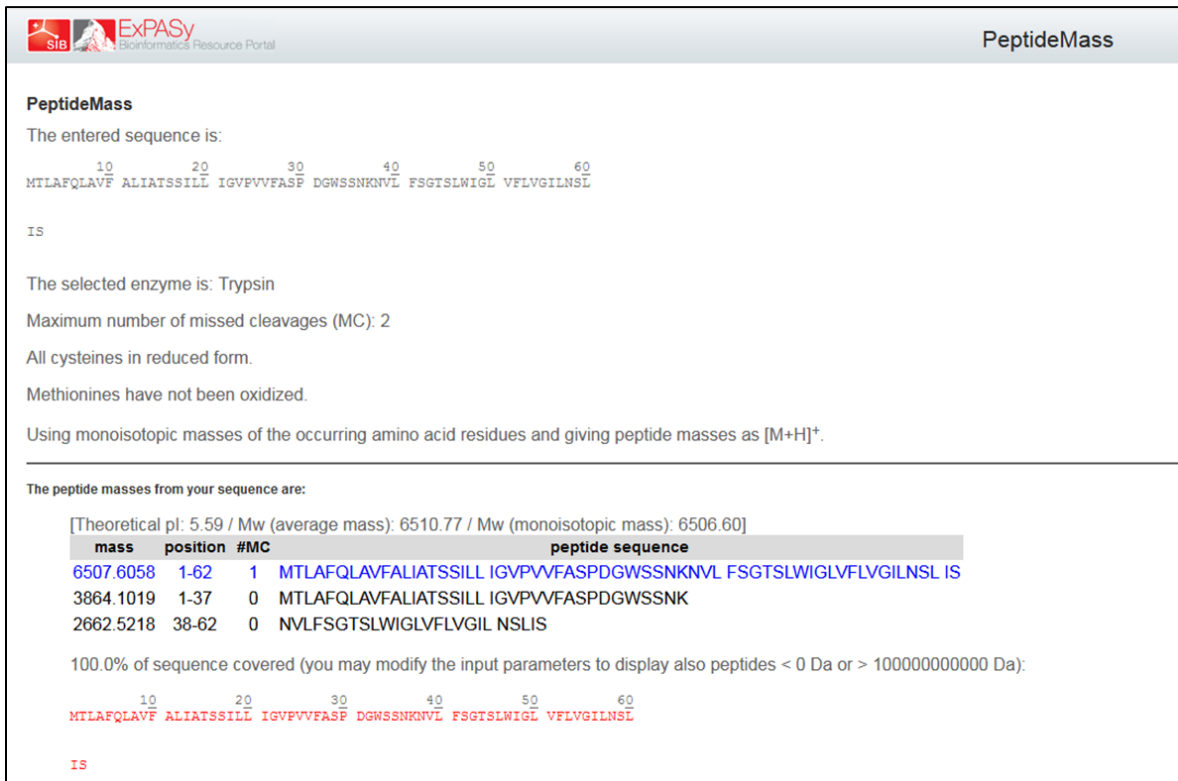 SIB ExPASy
Bioinformatics Resource Portal
PeptideMass
PeptideMass
The entered sequence is:
10 20 30 40 50 60
MTLAFQLAVF ALIATSSILL IGVPVVFASP DGWSSNKNVL FSGTSLWIGL VFLVGILNSL
IS
The selected enzyme is: Trypsin
Maximum number of missed cleavages (MC): 2
All cysteines in reduced form.
Methionines have not been oxidized.
Using monoisotopic masses of the occurring amino acid residues and giving peptide masses as [M+H]⁺.
The peptide masses from your sequence are:
[Theoretical pI: 5.59 / Mw (average mass): 6510.77 / Mw (monoisotopic mass): 6506.60]
mass position #MC peptide sequence
6507.6058 1-62 1 MTLAFQLAVFALIATSSILL IGVPVVFASPDGWSSNKNVL FSGTSLWIGLVFLVGILNSL IS
3864.1019 1-37 0 MTLAFQLAVFALIATSSILL IGVPVVFASPDGWSSNK
2662.5218 38-62 0 NVLFSGTSLWIGLVFLVGIL NSLIS
100.0% of sequence covered (you may modify the input parameters to display also peptides < 0 Da or > 100000000000 Da):
10 20 30 40 50 60
MTLAFQLAVF ALIATSSILL IGVPVVFASP DGWSSNKNVL FSGTSLWIGL VFLVGILNSL
IS